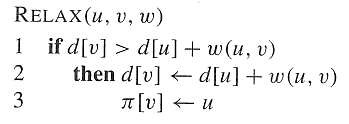 RELAX(u, v, w)
1 if d[v] > d[u] + w(u, v)
2 then d[v] ← d[u] + w(u, v)
3 π[v] ← u